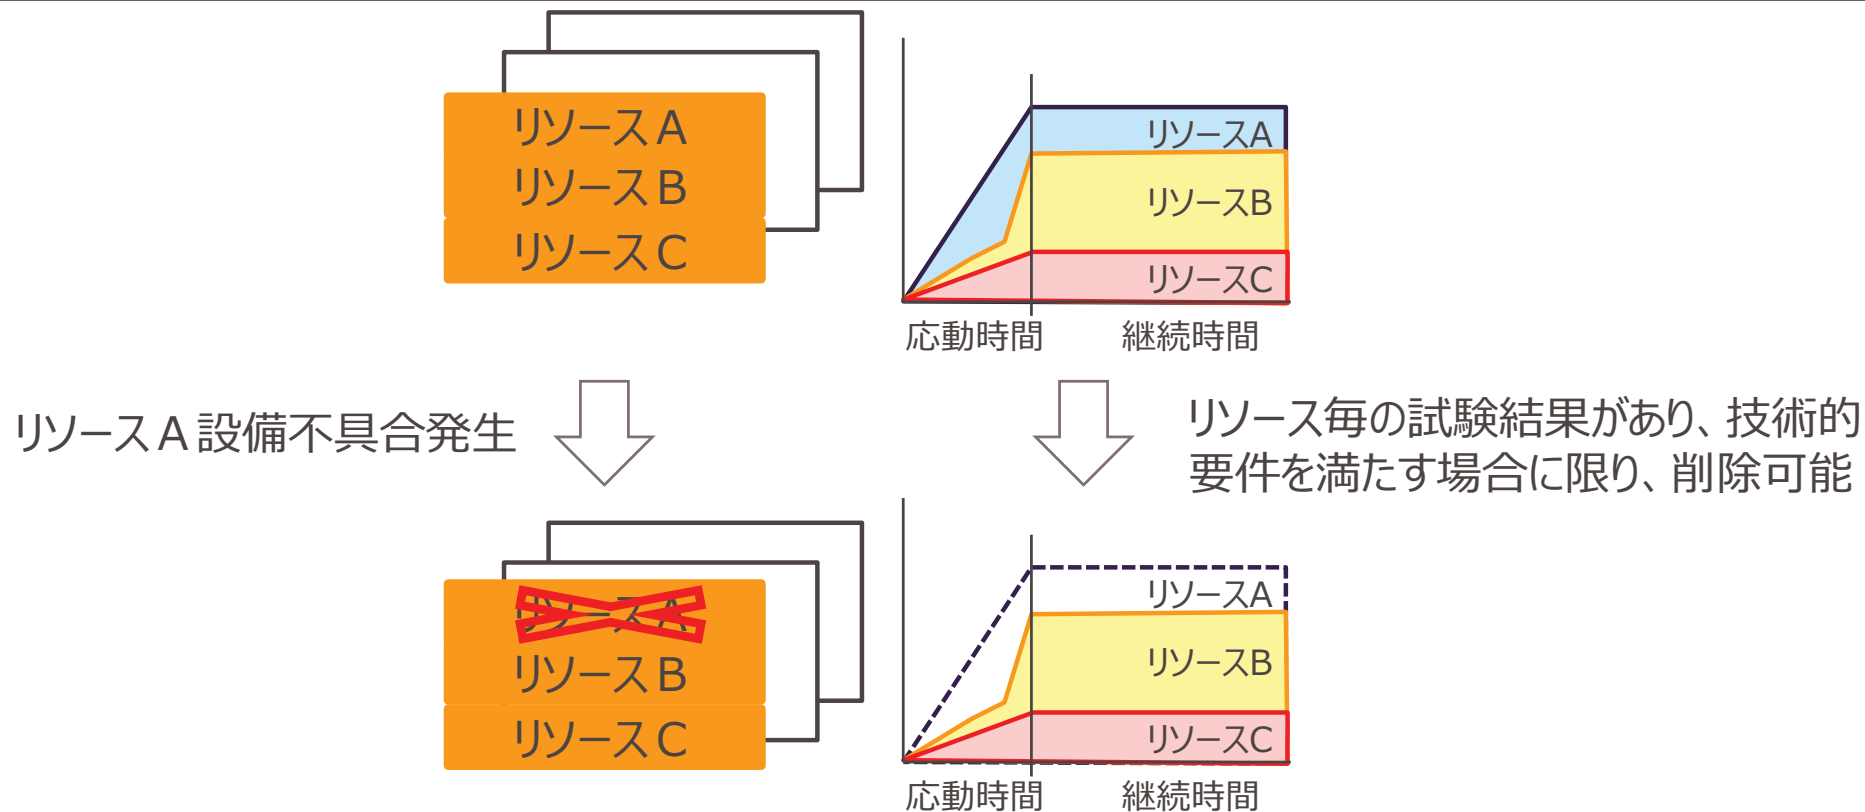 リソースA
リソースB
リソースC
リソースA
リソースB
リソースC
応動時間
継続時間
リソースA設備不具合発生
リソース毎の試験結果があり、技術的
要件を満たす場合に限り、削除可能
リソースA
リソースB
リソースC
リソースA
リソースB
リソースC
応動時間
継続時間